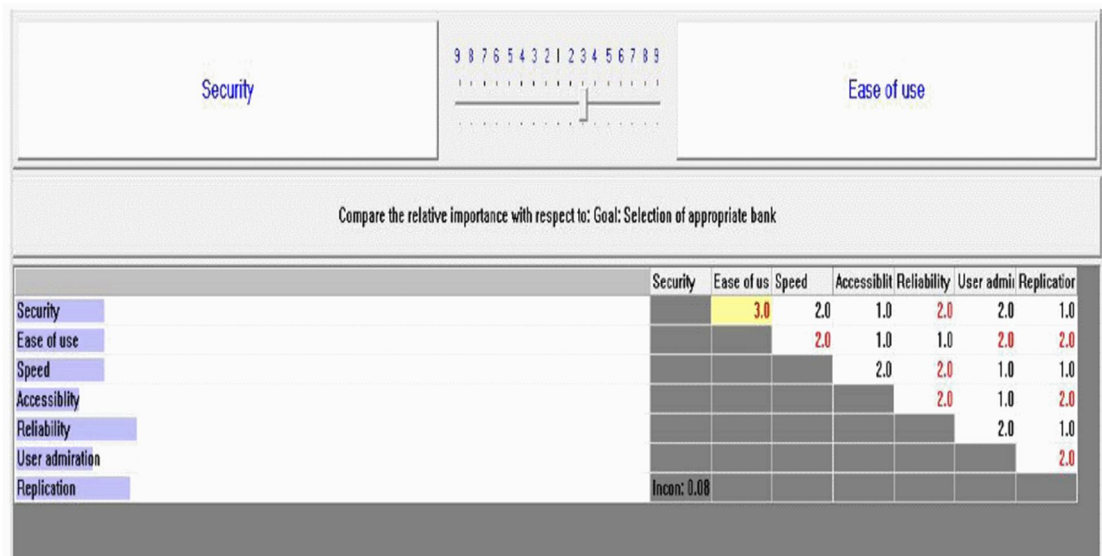 9 8 7 6 5 4 3 2 1 2 3 4 5 6 7 8 9
Security
Ease of use
Compare the relative importance with respect to: Goal: Selection of appropriate bank
Security Ease of us Speed Accessiblit Reliability User admir Replication
Security 3.0 2.0 1.0 2.0 2.0 1.0
Ease of use 2.0 1.0 1.0 2.0 2.0
Speed 2.0 2.0 1.0 1.0
Accessiblity 2.0 1.0 2.0
Reliability 2.0 1.0
User admiration 2.0
Replication Incon: 0.08